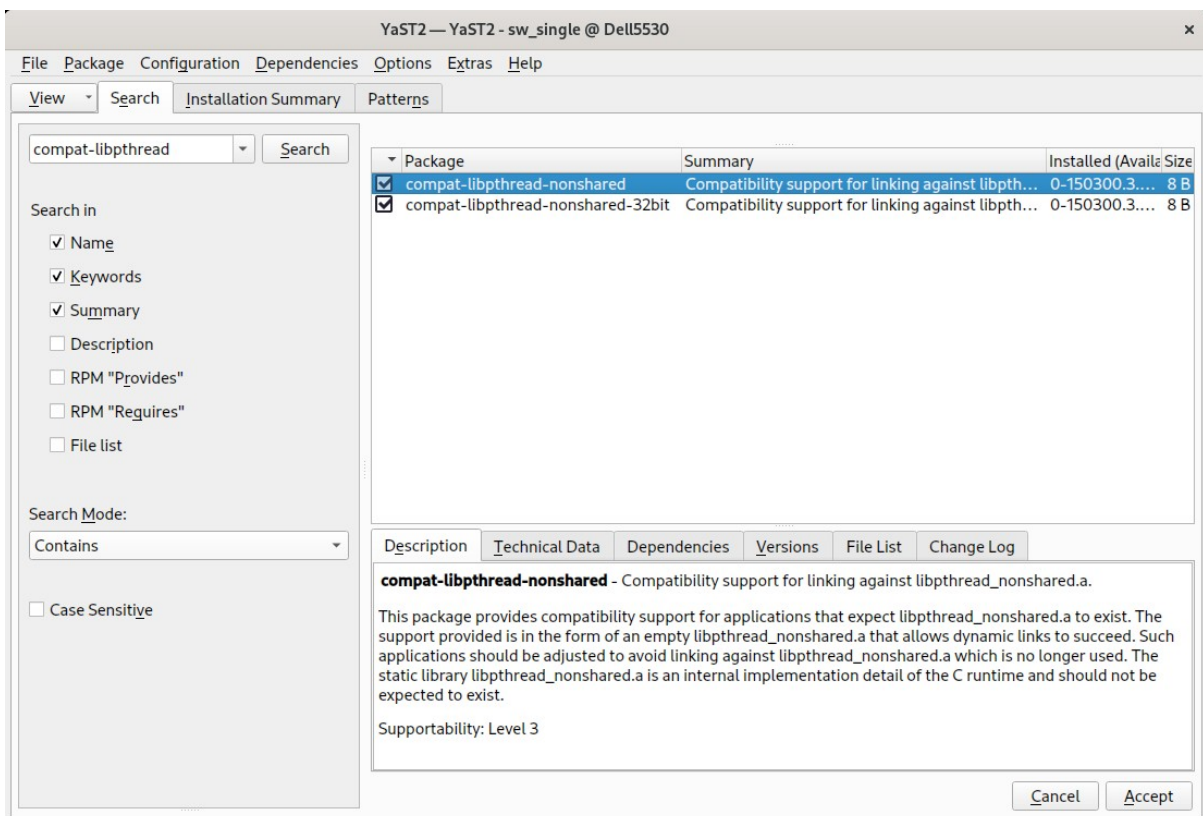 YaST2 — YaST2 - sw_single @ Dell5530 ×
File Package Configuration Dependencies Options Extras Help
View Search Installation Summary Patterns
compat-libpthread Search
Search in
Name
Keywords
Summary
Description
RPM "Provides"
RPM "Requires"
File list
Search Mode:
Contains
Case Sensitive
Package Summary Installed (Availa Size
compat-libpthread-nonshared Compatibility support for linking against libpth... 0-150300.3.... 8 B
compat-libpthread-nonshared-32bit Compatibility support for linking against libpth... 0-150300.3.... 8 B
Description Technical Data Dependencies Versions File List Change Log
compat-libpthread-nonshared - Compatibility support for linking against libpthread_nonshared.a.
This package provides compatibility support for applications that expect libpthread_nonshared.a to exist. The
support provided is in the form of an empty libpthread_nonshared.a that allows dynamic links to succeed. Such
applications should be adjusted to avoid linking against libpthread_nonshared.a which is no longer used. The
static library libpthread_nonshared.a is an internal implementation detail of the C runtime and should not be
expected to exist.
Supportability: Level 3
Cancel Accept